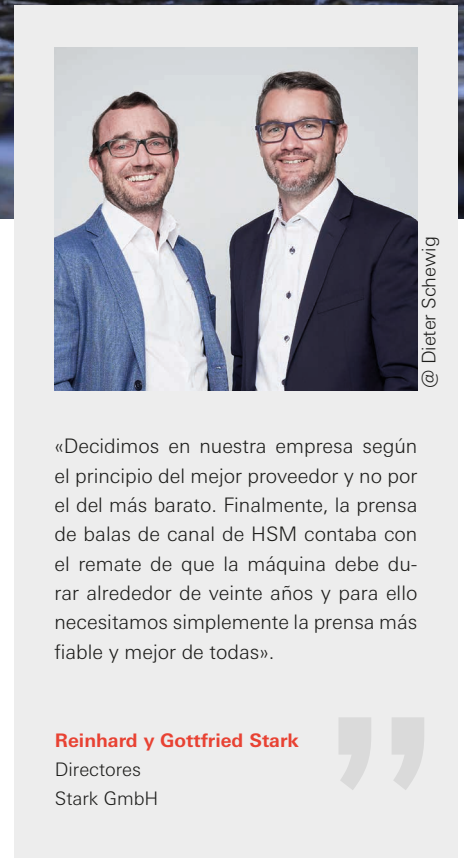 @ Dieter Schewig
«Decidimos en nuestra empresa según
el principio del mejor proveedor y no por
el del más barato. Finalmente, la prensa
de balas de canal de HSM contaba con
el remate de que la máquina debe du-
rar alrededor de veinte años y para ello
necesitamos simplemente la prensa más
fiable y mejor de todas».
Reinhard y Gottfried Stark
Directores
Stark GmbH
”